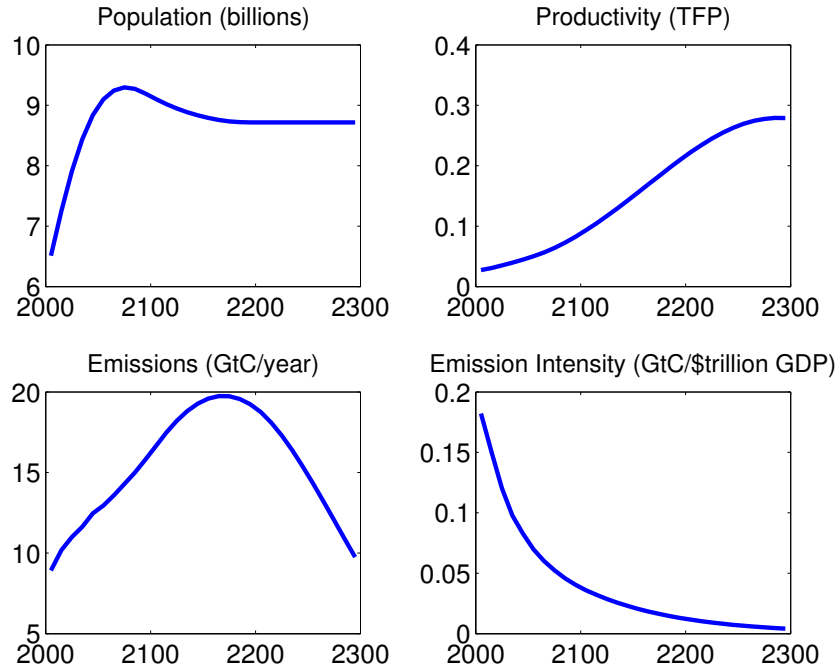 Population (billions)
10
9
8
7
6
2000 2100 2200 2300
Productivity (TFP)
0.4
0.3
0.2
0.1
0
2000 2100 2200 2300
Emissions (GtC/year)
20
15
10
5
2000 2100 2200 2300
Emission Intensity (GtC/$trillion GDP)
0.2
0.15
0.1
0.05
0
2000 2100 2200 2300